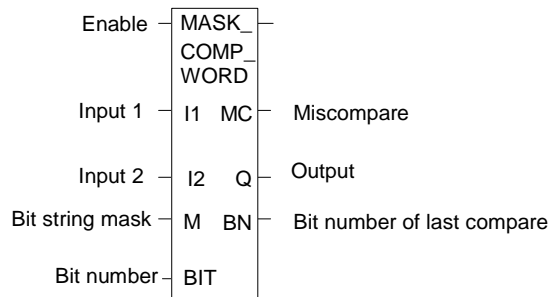 Enable MASK_
COMP_
WORD
Input 1 I1 MC Miscompare
Input 2 I2 Q Output
Bit string mask M BN Bit number of last compare
Bit number BIT